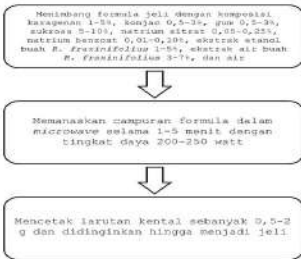 Menimbang formula jeli dengan komposisi
karagenan 1-5%, konjac 0,5-3%, gum 0,5-3%,
sukrosa 5-10%, natrium sitrat 0,05-0,25%,
natrium benzoat 0,01-0,10%, ekstrak etanol
buah R. fraxinifolius 1-5%, ekstrak air buah
R. fraxinifolius 3-7%, dan air
Memanaskan campuran formula dalam
microwave selama 1-5 menit dengan
tingkat daya 200-250 watt
Mencetak larutan kental sebanyak 0,5-2
g dan didinginkan hingga menjadi jeli